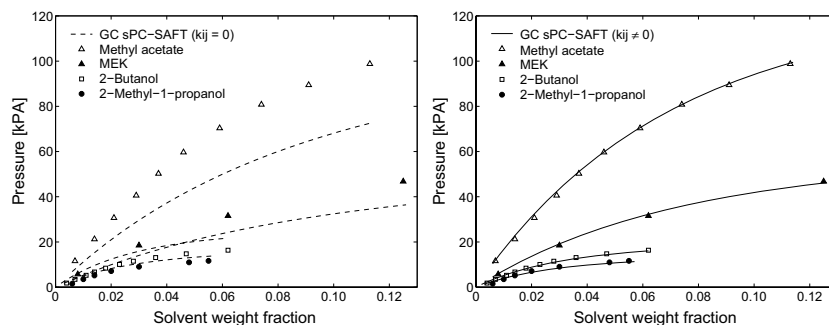 120
100
80
60
40
20
0
Pressure [kPA]
GC sPC−SAFT (kij = 0)
Methyl acetate
MEK
2−Butanol
2−Methyl−1−propanol
0 0.02 0.04 0.06 0.08 0.1 0.12
Solvent weight fraction
120
100
80
60
40
20
0
Pressure [kPA]
GC sPC−SAFT (kij ≠ 0)
Methyl acetate
MEK
2−Butanol
2−Methyl−1−propanol
0 0.02 0.04 0.06 0.08 0.1 0.12
Solvent weight fraction